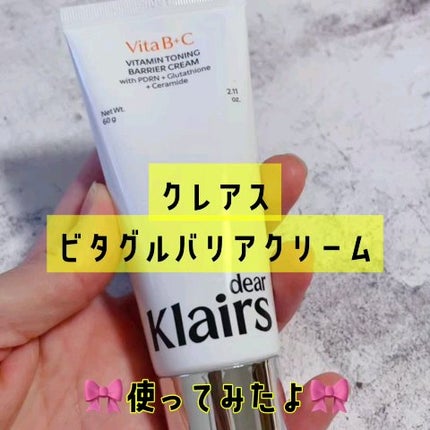 Vita B+C
VITAMIN TONING
BARRIER CREAM
with PDRN + Glutathione
+ Ceramide
Net Wt.
60 g
2.11
oz.
クレアス
ビタグルバリアクリーム
dear
Klairs
🎀使ってみたよ🎀